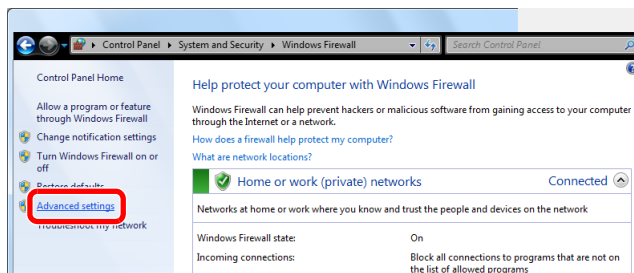 Control Panel ▸ System and Security ▸ Windows Firewall
Search Control Panel
Control Panel Home
Allow a program or feature
through Windows Firewall
Change notification settings
Turn Windows Firewall on or
off
Restore defaults
Advanced settings
Troubleshoot my network
Help protect your computer with Windows Firewall
Windows Firewall can help prevent hackers or malicious software from gaining access to your computer
through the Internet or a network.
How does a firewall help protect my computer?
What are network locations?
Home or work (private) networks Connected
Networks at home or work where you know and trust the people and devices on the network
Windows Firewall state: On
Incoming connections: Block all connections to programs that are not on
the list of allowed programs